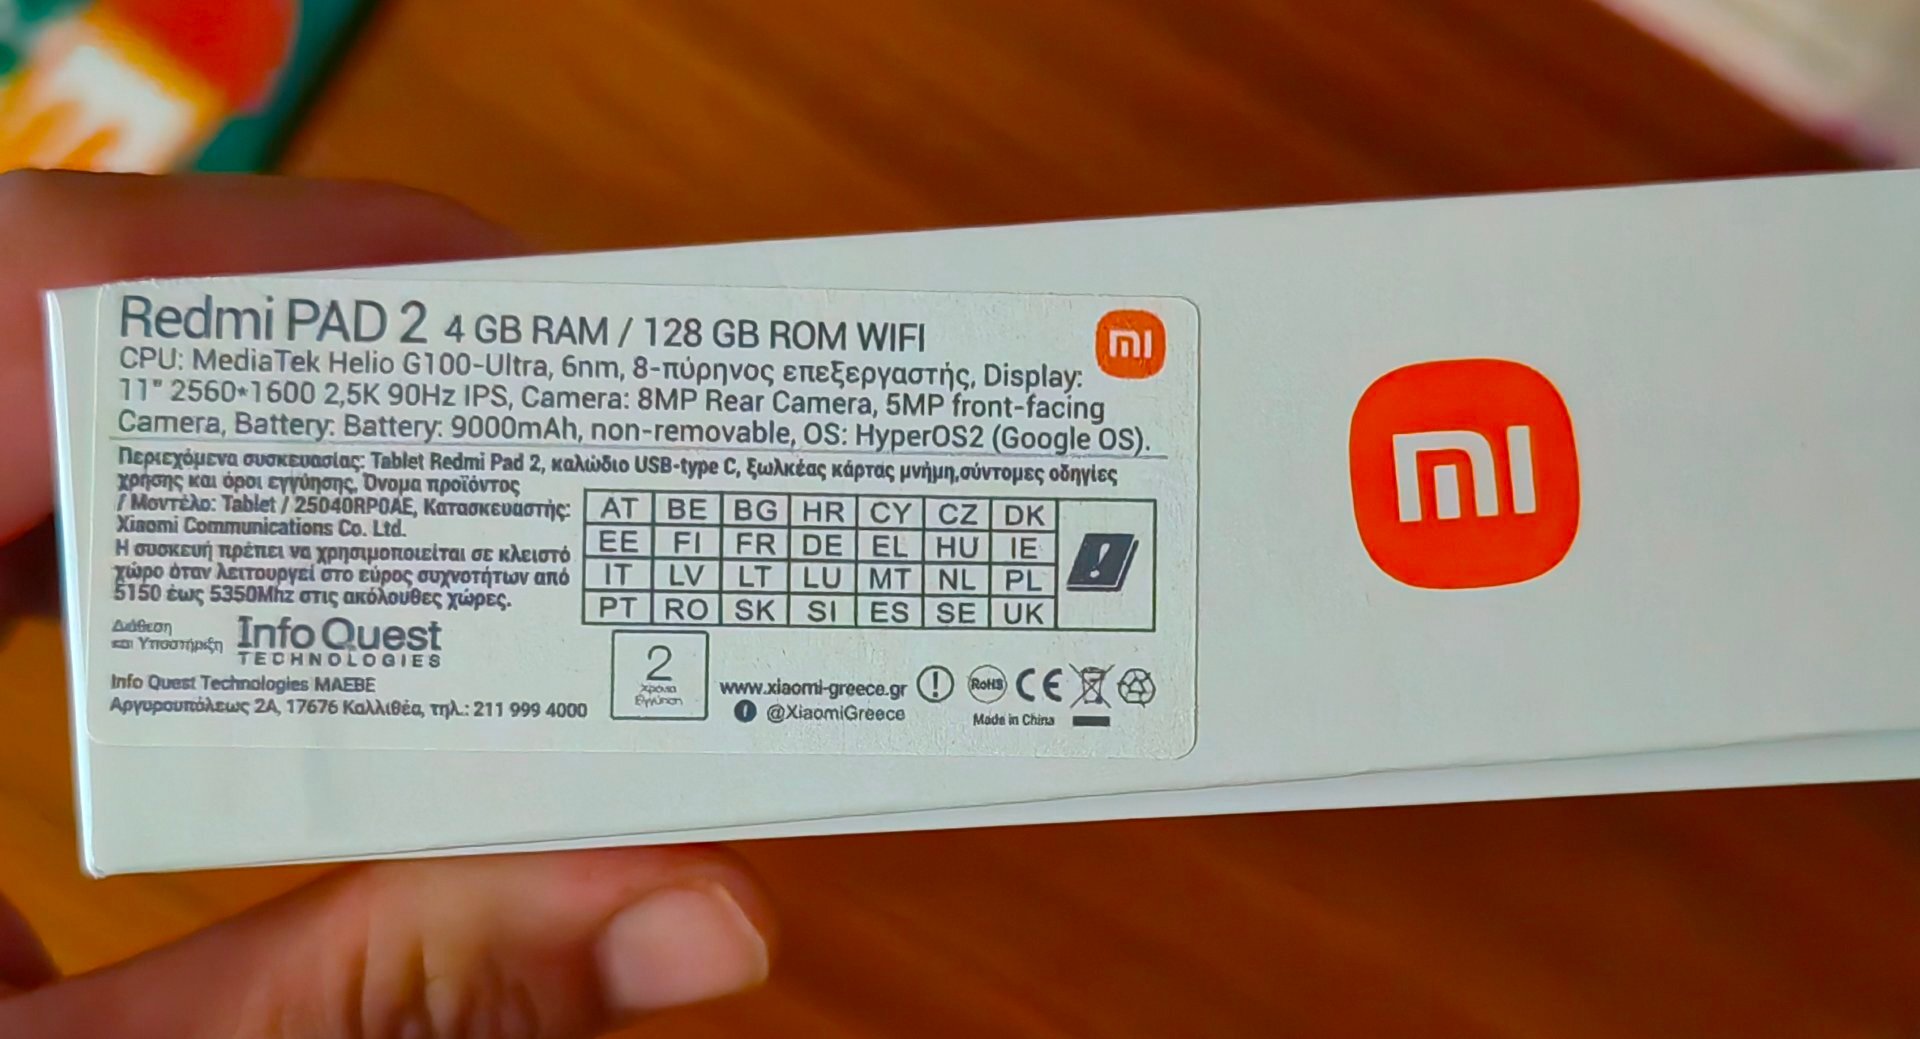 Redmi PAD 2 4 GB RAM / 128 GB ROM WIFI
CPU: MediaTek Helio G100-Ultra, 6nm, 8-πύρηνος επεξεργαστής, Display:
11" 2560*1600 2,5K 90Hz IPS, Camera: 8MP Rear Camera, 5MP front-facing
Camera, Battery: Battery: 9000mAh, non-removable, OS: HyperOS2 (Google OS).
Περιεχόμενα συσκευασίας: Tablet Redmi Pad 2, καλώδιο USB-type C, ξωλκέας κάρτας μνήμη,σύντομες οδηγίες
χρήσης και όροι εγγύησης, Όνομα προϊόντος
/ Μοντέλο: Tablet / 25040RP0AE, Κατασκευαστής:
Xiaomi Communications Co. Ltd.
Η συσκευή πρέπει να χρησιμοποιείται σε κλειστό
χώρο όταν λειτουργεί στο εύρος συχνοτήτων από
5150 έως 5350Mhz στις ακόλουθες χώρες.
AT BE BG HR CY CZ DK
EE FI FR DE EL HU IE
IT LV LT LU MT NL PL
PT RO SK SI ES SE UK
Διάθεση
και Υποστήριξη
Info Quest
TECHNOLOGIES
Info Quest Technologies ΜΑΕΒΕ
Αργυρουπόλεως 2Α, 17676 Καλλιθέα, τηλ.: 211 999 4000
2
Χρόνια
Εγγύηση
www.xiaomi-greece.gr
@XiaomiGreece
RoHS CE
Made in China
mi
mi